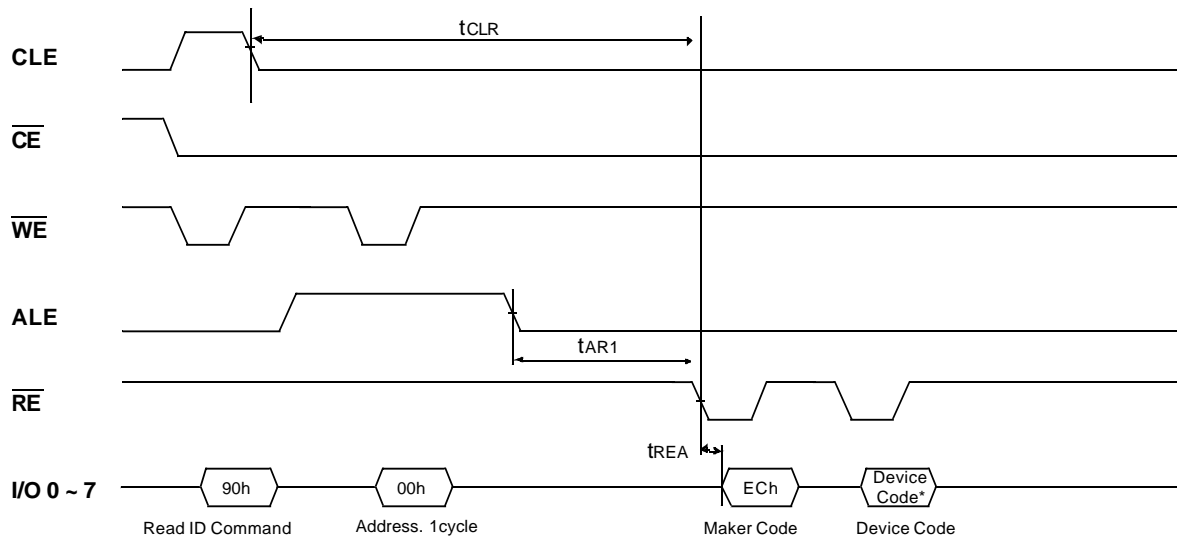 tCLR
CLE
CE
WE
ALE
tAR1
RE
tREA
I/O 0 ~ 7
90h
00h
ECh
Device
Code*
Read ID Command
Address. 1cycle
Maker Code
Device Code